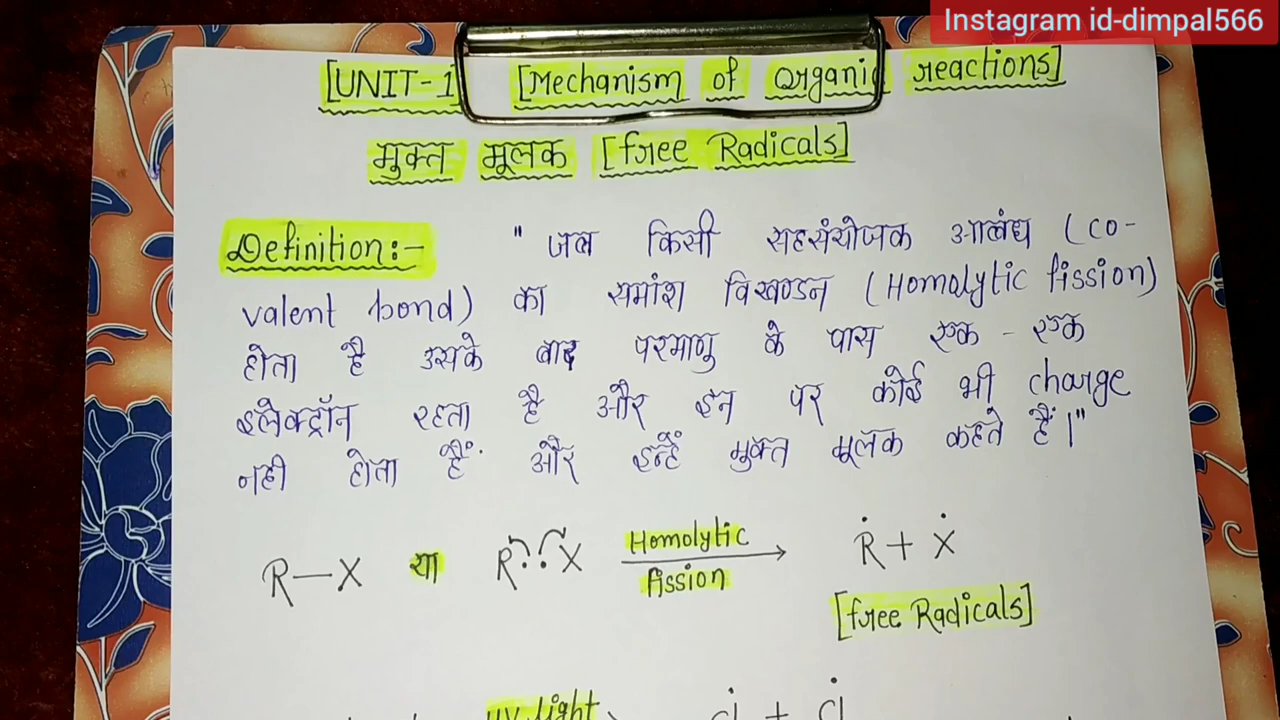 Instagram id-dimpal566
[UNIT-1] [Mechanism of Organic reactions]
मुक्त मूलक [free Radicals]
Definition:- " जब किसी सहसंयोजक आबंध (co-
valent bond) का समांश विखण्डन (Homolytic fission)
होता है उसके बाद परमाणु के पास एक - एक
इलेक्ट्रॉन रहता है और इन पर कोई भी charge
नही होता हैं. और इन्हें मुक्त मूलक कहते हैं।"
R—X या R:X Homolytic fission → Ṙ + Ẋ
[free Radicals]
uv light → ċl + ċl